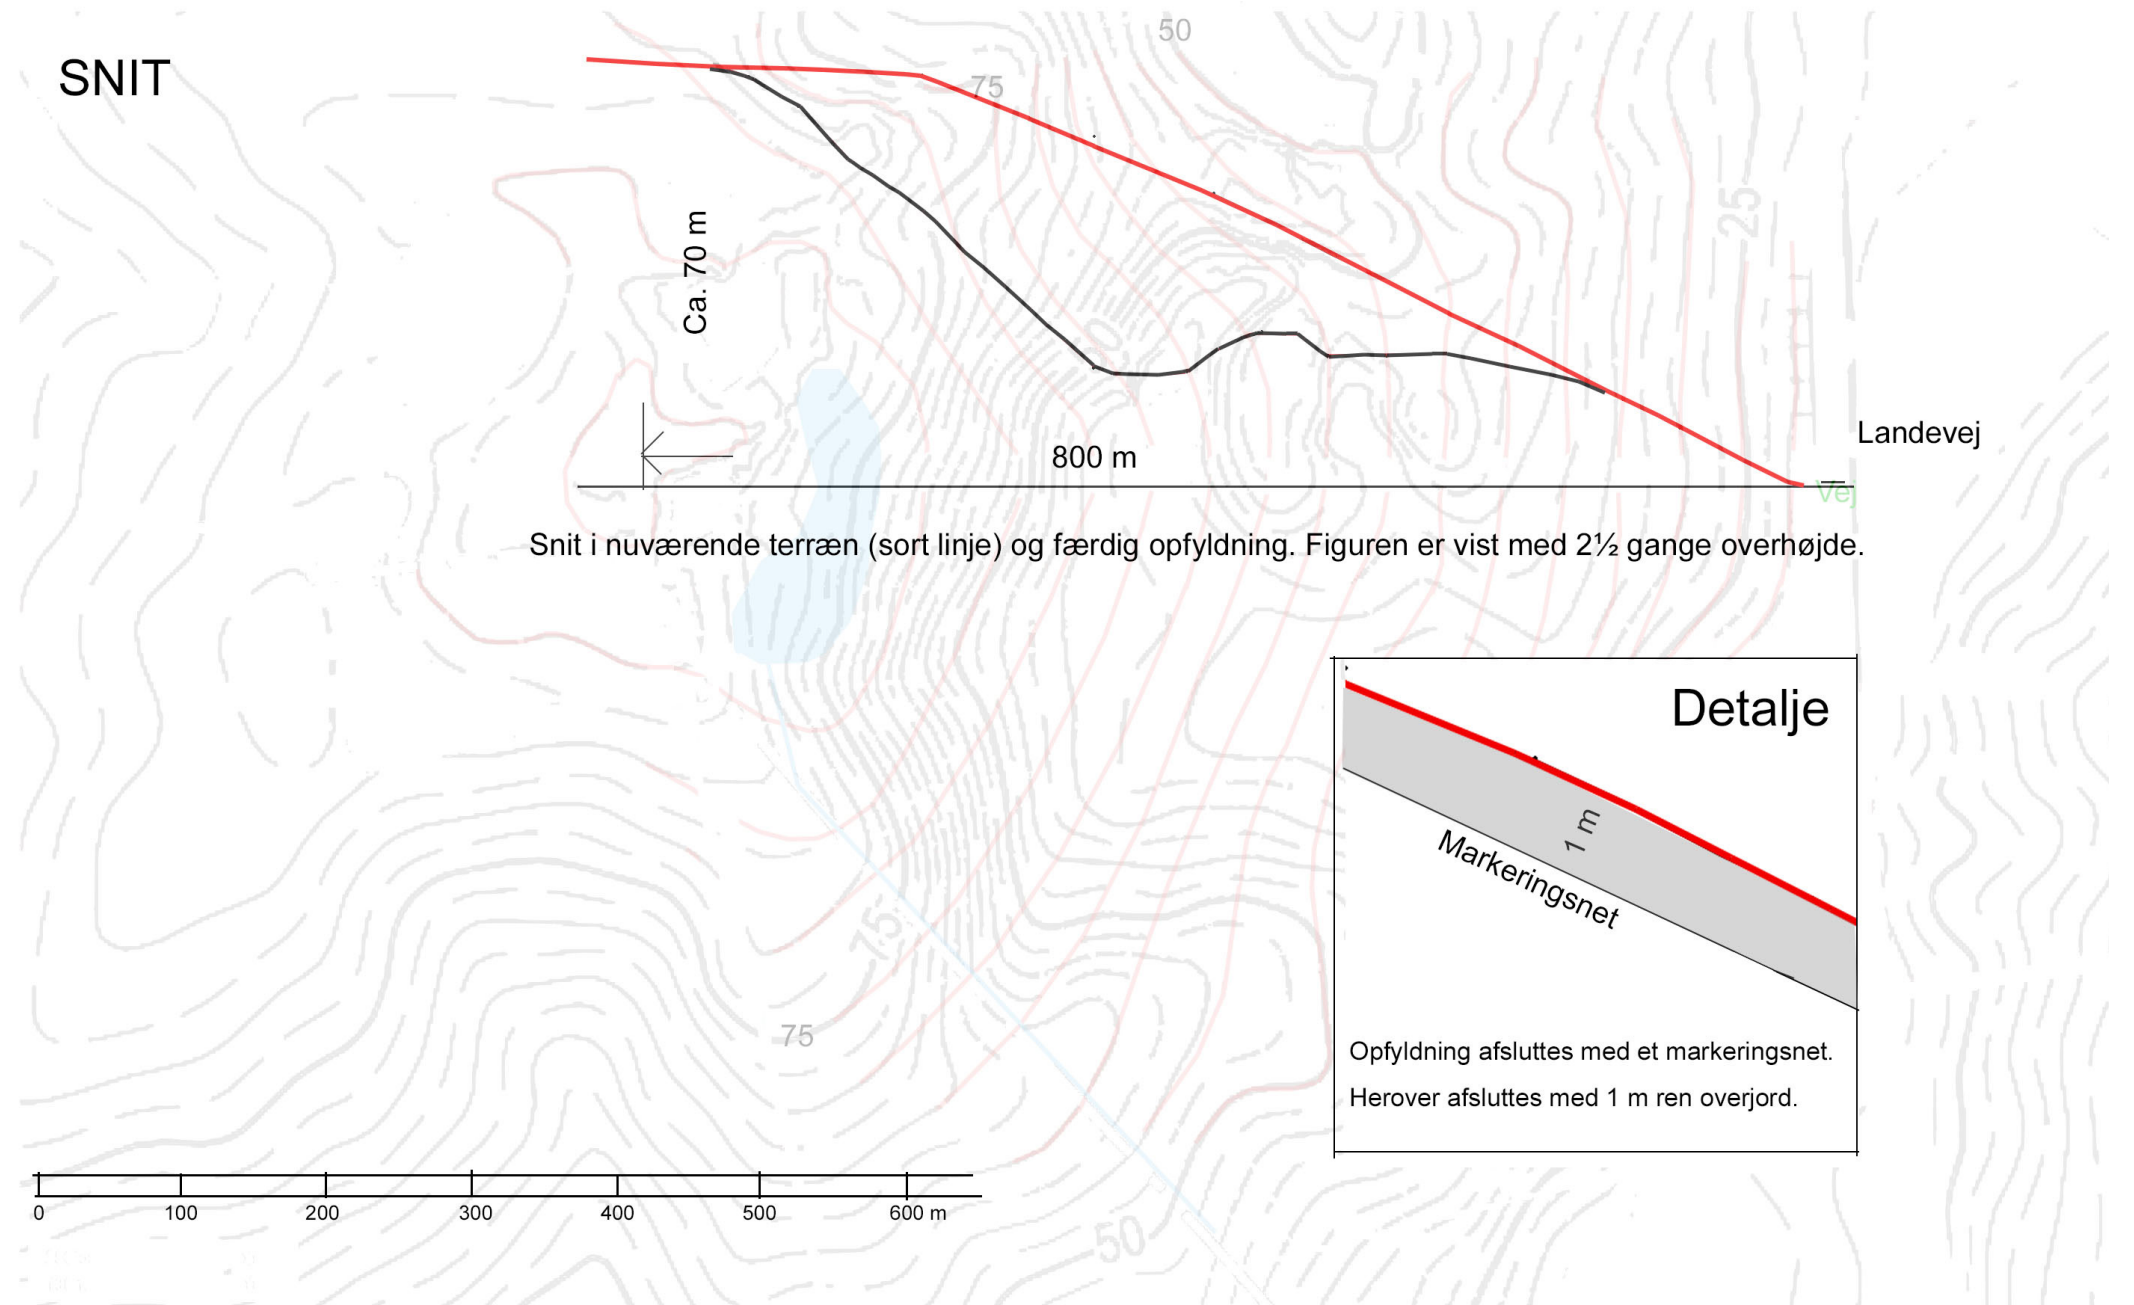 50
SNIT
75
25
Ca. 70 m
Landevej
800 m
Vej
Snit i nuværende terræn (sort linje) og færdig opfyldning. Figuren er vist med 2½ gange overhøjde.
Detalje
1 m
Markeringsnet
75
75
Opfyldning afsluttes med et markeringsnet.
Herover afsluttes med 1 m ren overjord.
0 100 200 300 400 500 600 m
50